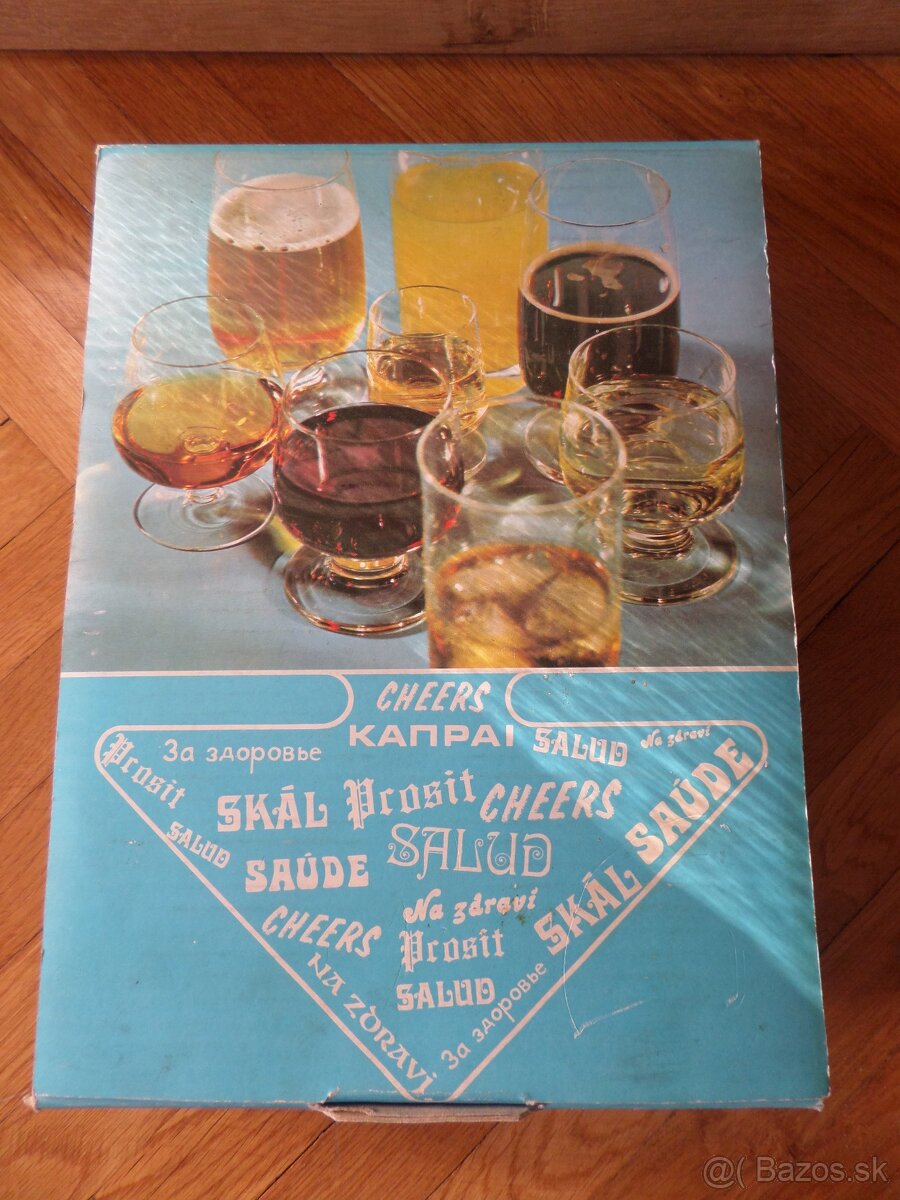 CHEERS
КАПРАI
SALUD
Na zdraví
За здоровье
Prosit
SKÁL
Prosit
CHEERS
SAÚDE
SALUD
SALUD
SAÚDE
Na zdraví
SKÁL
CHEERS
Prosit
SALUD
NA ZDRAVÍ
За здоровье
@( Bazos.sk